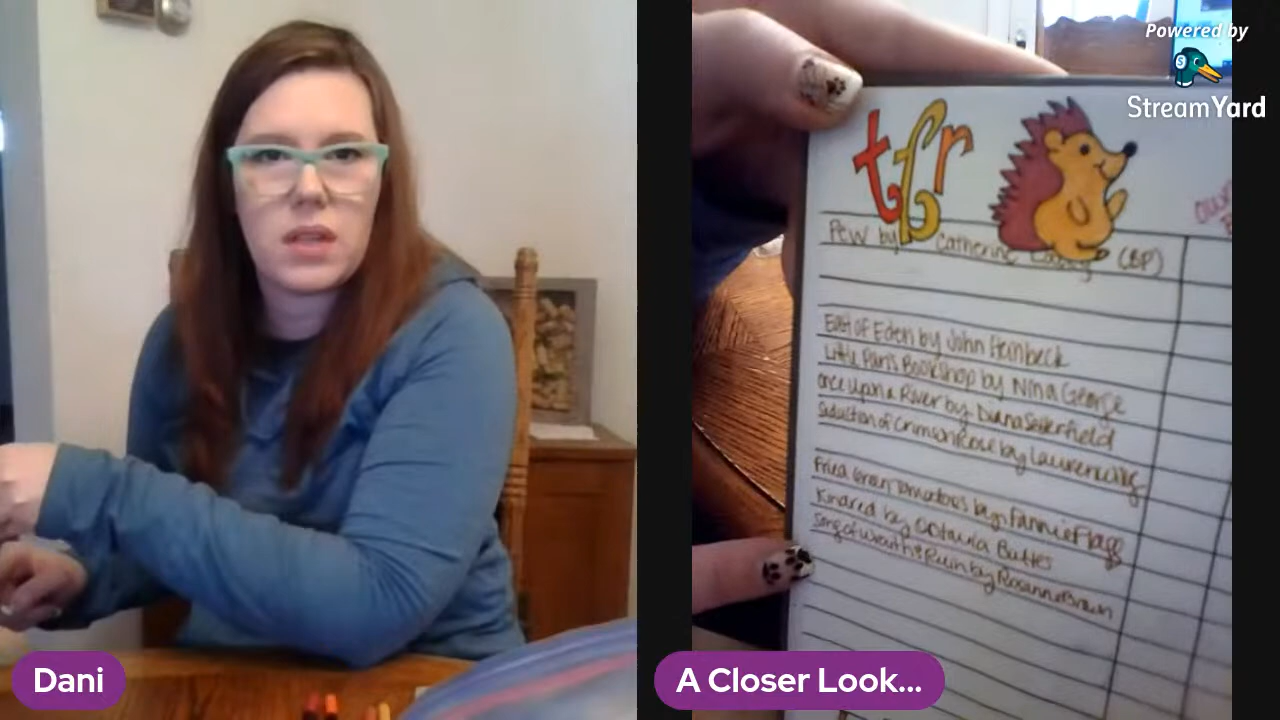 Powered by
StreamYard
tbr
Pew by Catherine Lacey (BP)
East of Eden by John Steinbeck
Little Paris Bookshop by Nina George
Once Upon a River by Diane Setterfield
Seduction of Crimson Rose by Lauren Willig
Fried Green Tomatoes by Fannie Flagg
Kindred by Octavia Butler
Song of Wraiths & Ruin by Rosanne Brown
Dani
A Closer Look...